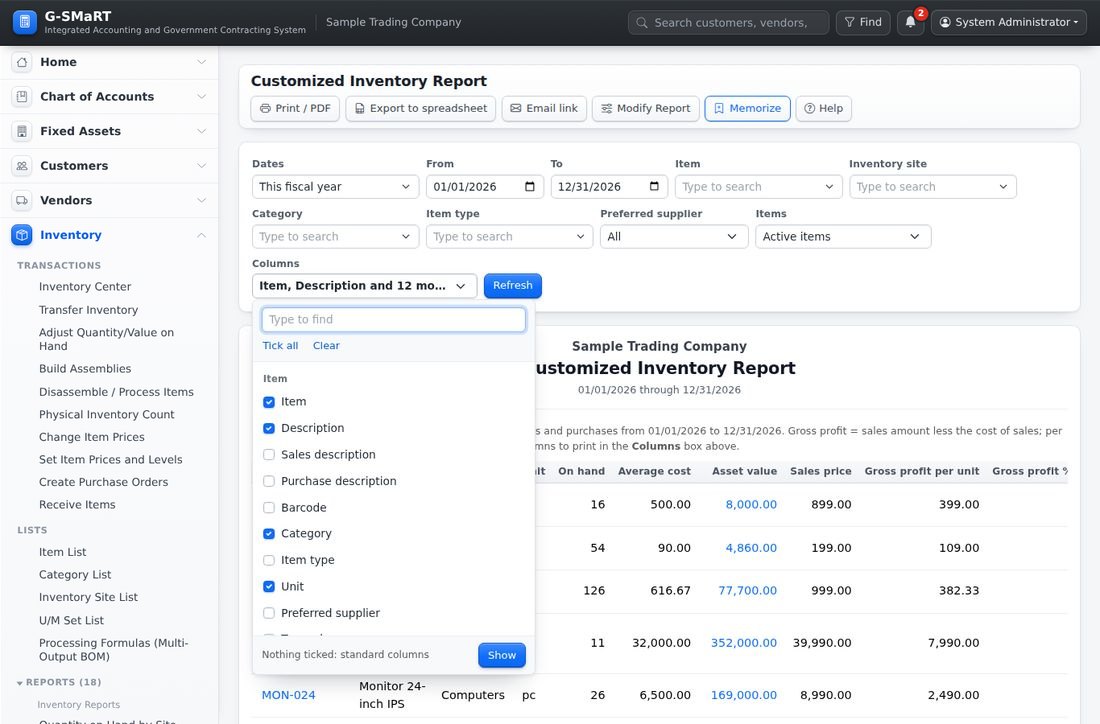 G-SMaRT
Integrated Accounting and Government Contracting System
Sample Trading Company
Search customers, vendors,
Find
2
System Administrator
Home
Chart of Accounts
Fixed Assets
Customers
Vendors
Inventory
TRANSACTIONS
Inventory Center
Transfer Inventory
Adjust Quantity/Value on
Hand
Build Assemblies
Disassemble / Process Items
Physical Inventory Count
Change Item Prices
Set Item Prices and Levels
Create Purchase Orders
Receive Items
LISTS
Item List
Category List
Inventory Site List
U/M Set List
Processing Formulas (Multi-
Output BOM)
REPORTS (18)
Inventory Reports
Quantity on Hand by Site
Customized Inventory Report
Print / PDF Export to spreadsheet Email link Modify Report Memorize Help
Dates From To Item Inventory site
This fiscal year 01/01/2026 12/31/2026 Type to search Type to search
Category Item type Preferred supplier Items
Type to search Type to search All Active items
Columns
Item, Description and 12 mo... Refresh
Type to find
Tick all Clear
Item
Item
Description
Sales description
Purchase description
Barcode
Category
Item type
Unit
Preferred supplier
Nothing ticked: standard columns Show
Sample Trading Company
ustomized Inventory Report
01/01/2026 through 12/31/2026
s and purchases from 01/01/2026 to 12/31/2026. Gross profit = sales amount less the cost of sales; per
mns to print in the Columns box above.
On hand Average cost Asset value Sales price Gross profit per unit Gross profit %
16 500.00 8,000.00 899.00 399.00
54 90.00 4,860.00 199.00 109.00
126 616.67 77,700.00 999.00 382.33
11 32,000.00 352,000.00 39,990.00 7,990.00
MON-024 Monitor 24-
inch IPS Computers pc 26 6,500.00 169,000.00 8,990.00 2,490.00